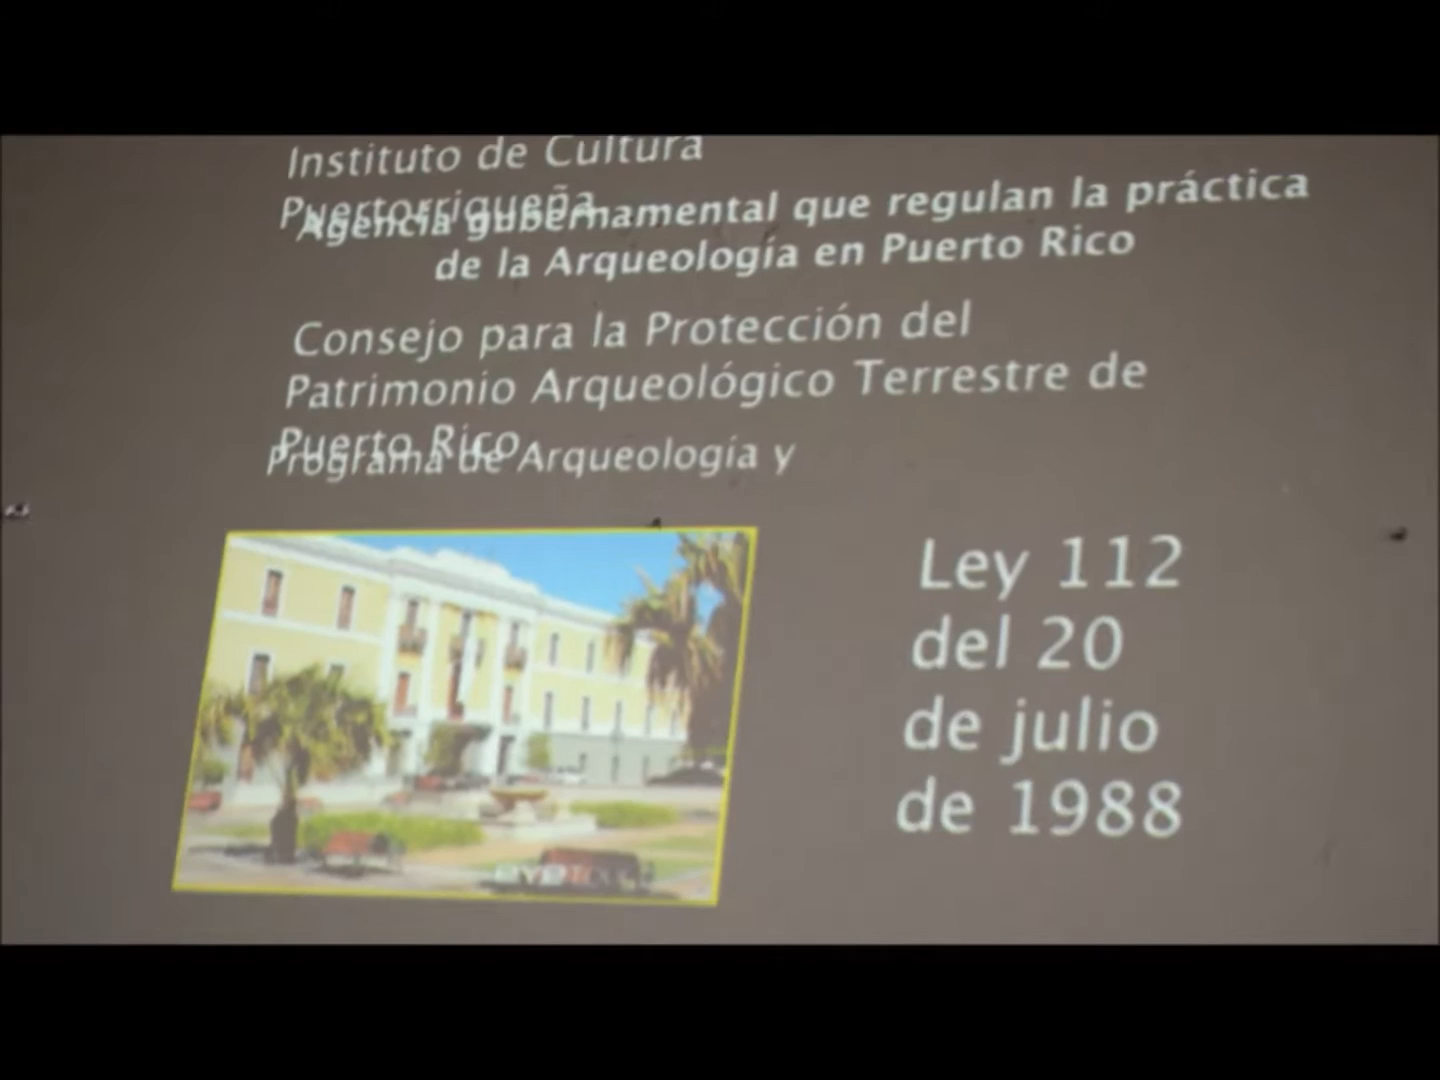 Instituto de Cultura
Puertorriqueña
Agencia gubernamental que regulan la práctica
de la Arqueología en Puerto Rico
Consejo para la Protección del
Patrimonio Arqueológico Terrestre de
Puerto Rico
Programa de Arqueología y
Ley 112
del 20
de julio
de 1988
eyetour